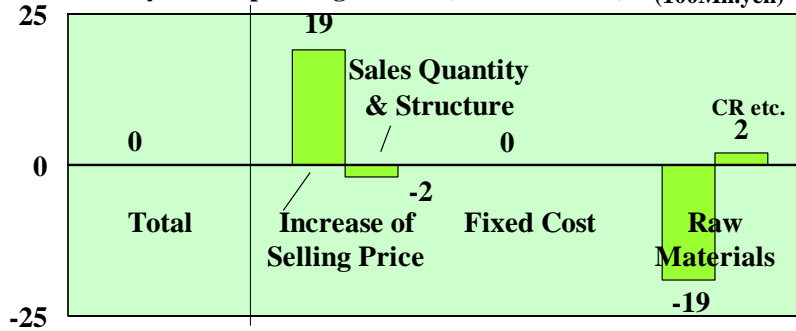 (100Mn.yen)
25
19
Sales Quantity
& Structure
CR etc.
0
0
2
0
-2
Total
Increase of
Selling Price
Fixed Cost
Raw
Materials
-19
-25